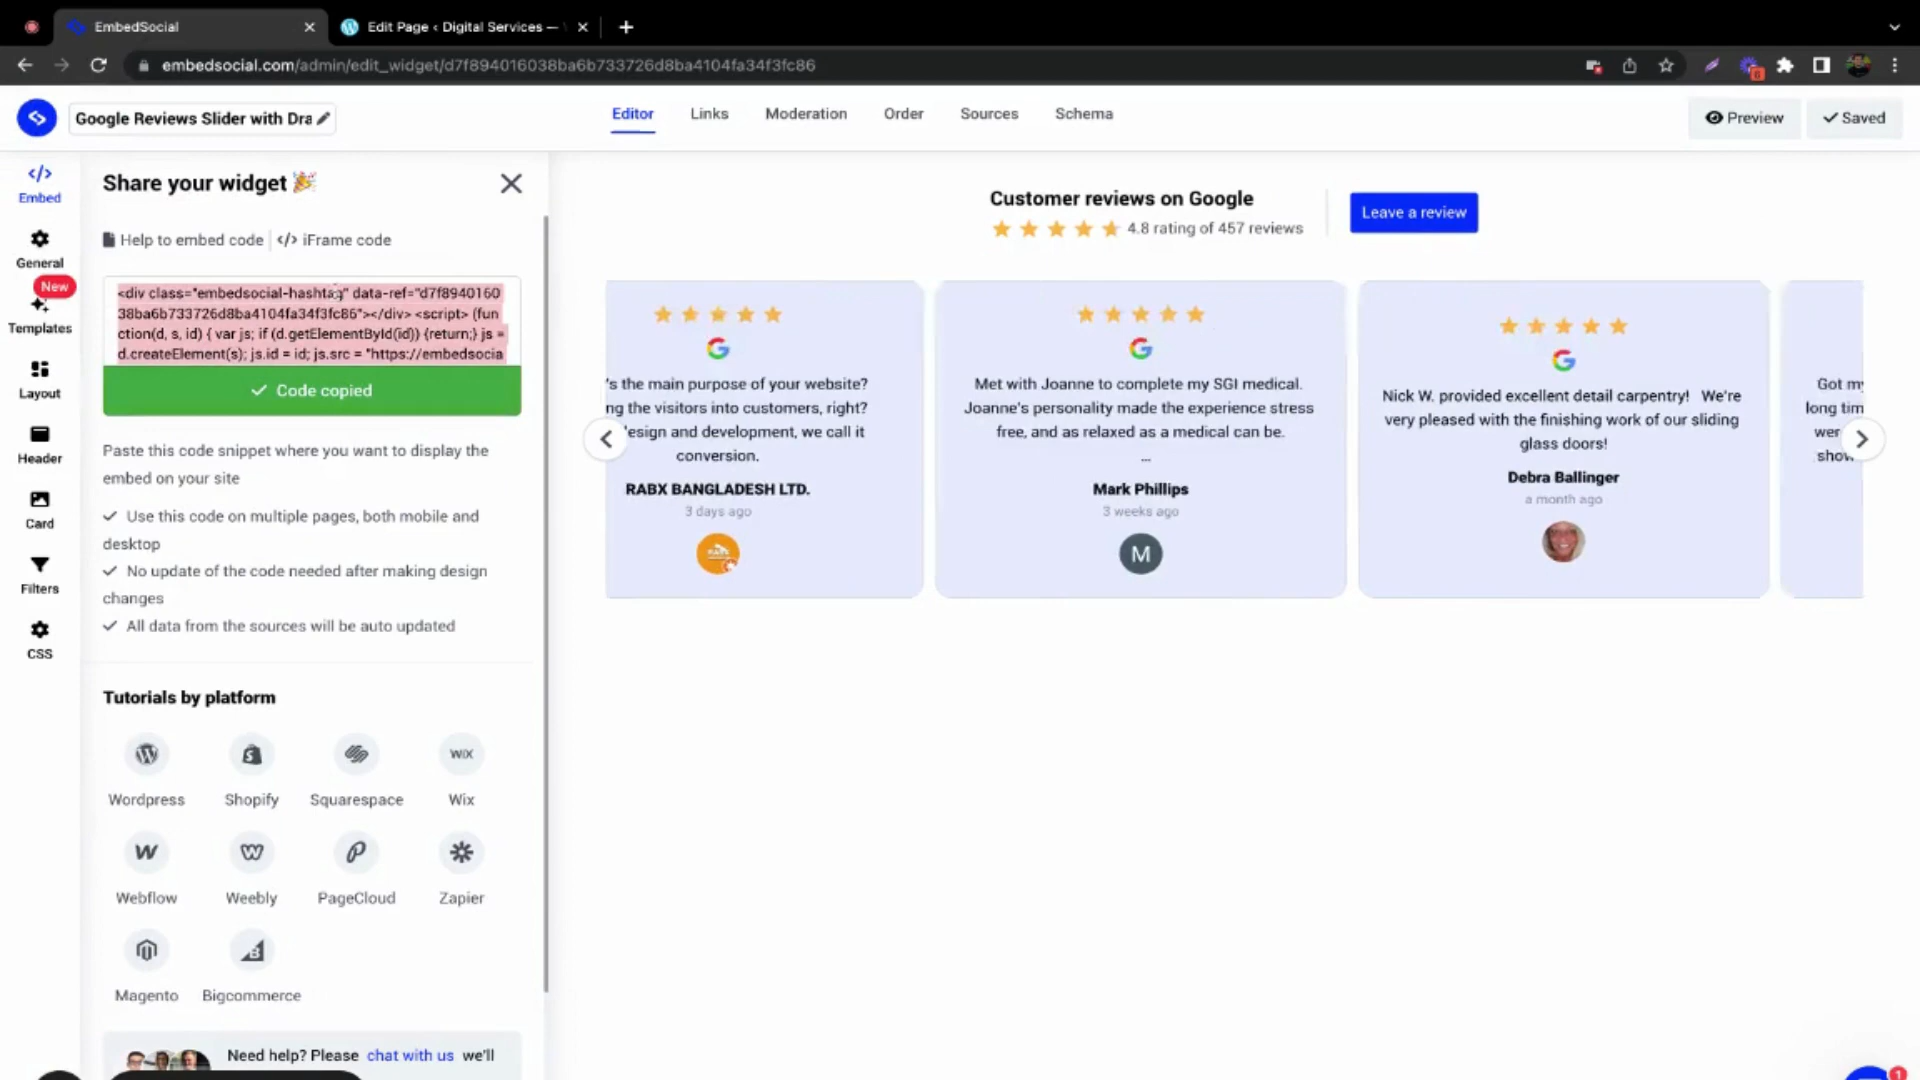 EmbedSocial
Edit Page ‹ Digital Services —
embedsocial.com/admin/edit_widget/d7f894016038ba6b733726d8ba4104fa34f3fc86
8
Google Reviews Slider with Dra
Editor
Links
Moderation
Order
Sources
Schema
Preview
Saved
Embed
General
New
Templates
Layout
Header
Card
Filters
CSS
Share your widget
Help to embed code
</> iFrame code
<div class="embedsocial-hashtag" data-ref="d7f8940160
38ba6b733726d8ba4104fa34f3fc86"></div> <script> (fun
ction(d, s, id) { var js; if (d.getElementById(id)) {return;} js =
d.createElement(s); js.id = id; js.src = "https://embedsocia
Code copied
Paste this code snippet where you want to display the
embed on your site
Use this code on multiple pages, both mobile and
desktop
No update of the code needed after making design
changes
All data from the sources will be auto updated
Tutorials by platform
WIX
Wordpress
Shopify
Squarespace
Wix
Webflow
Weebly
PageCloud
Zapier
Magento
Bigcommerce
Need help? Please chat with us we'll
Customer reviews on Google
4.8 rating of 457 reviews
Leave a review
's the main purpose of your website?
ng the visitors into customers, right?
esign and development, we call it
conversion.
RABX BANGLADESH LTD.
3 days ago
Met with Joanne to complete my SGI medical.
Joanne's personality made the experience stress
free, and as relaxed as a medical can be.
...
Mark Phillips
3 weeks ago
M
Nick W. provided excellent detail carpentry! We're
very pleased with the finishing work of our sliding
glass doors!
Debra Ballinger
a month ago
Got my
long tim
wer
show
1